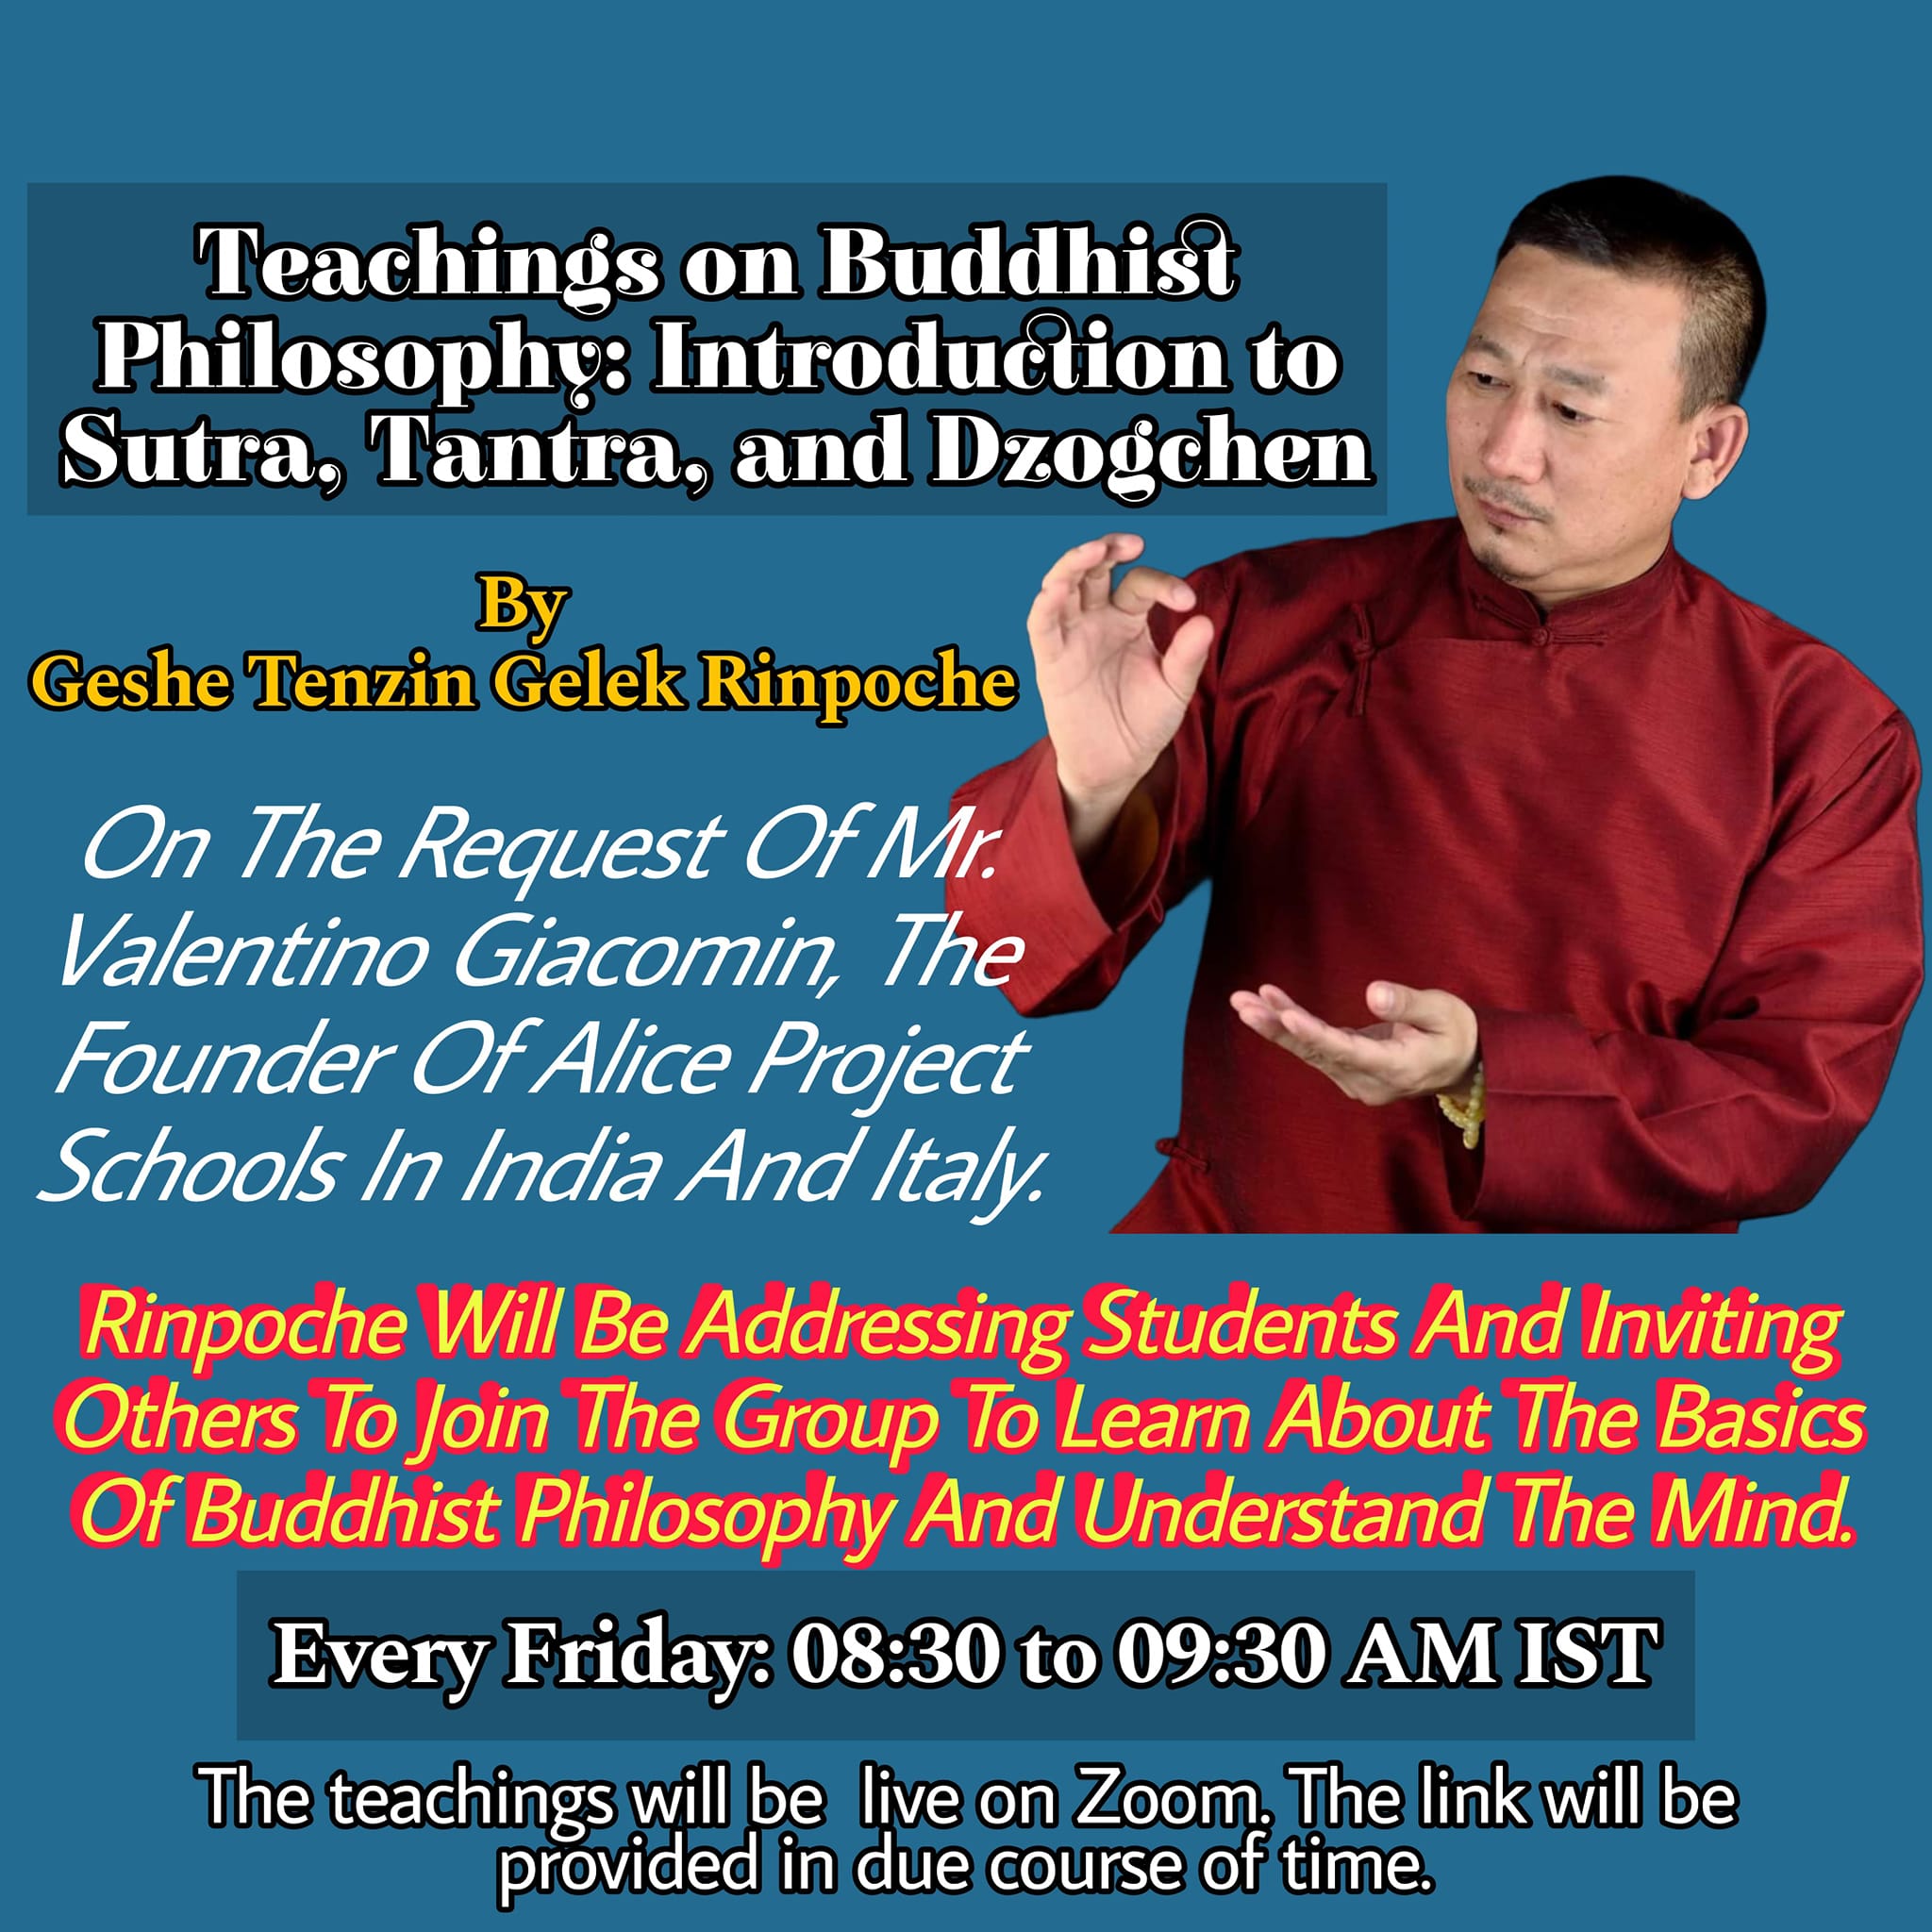 Teachings on Buddhist
Philosophy: Introduction to
Sutra, Tantra, and Dzogchen
By
Geshe Tenzin Gelek Rinpoche
On The Request Of Mr.
Valentino Giacomin, The
Founder Of Alice Project
Schools In India And Italy.
Rinpoche Will Be Addressing Students And Inviting
Others To Join The Group To Learn About The Basics
Of Buddhist Philosophy And Understand The Mind.
Every Friday: 08:30 to 09:30 AM IST
The teachings will be live on Zoom. The link will be
provided in due course of time.